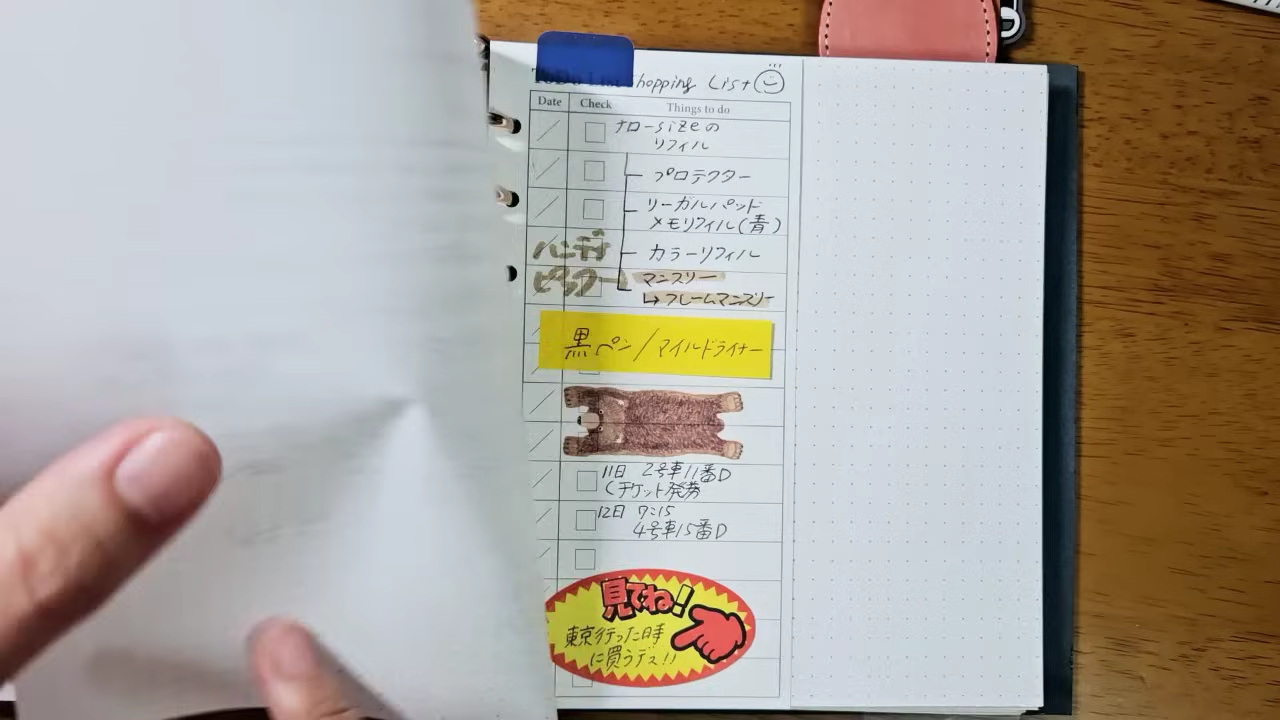 Shopping List
Date Check Things to do
ナロー sizeの
リフィル
プロテクター
リーガルパッド
メモリフィル(青)
カラーリフィル
マンスリー
↳フレームマンスリー
黒ペン/マイルドライナー
11日 2号車11番D
(チケット発券
12日 7:15
4号車15番D
見てね!
東京行った時
に買うデス!!